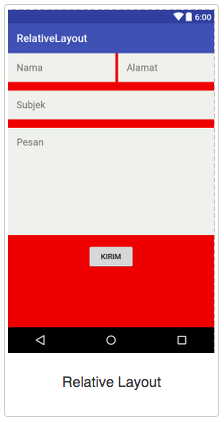 6:00
RelativeLayout
Nama Alamat
Subjek
Pesan
KIRIM
Relative Layout